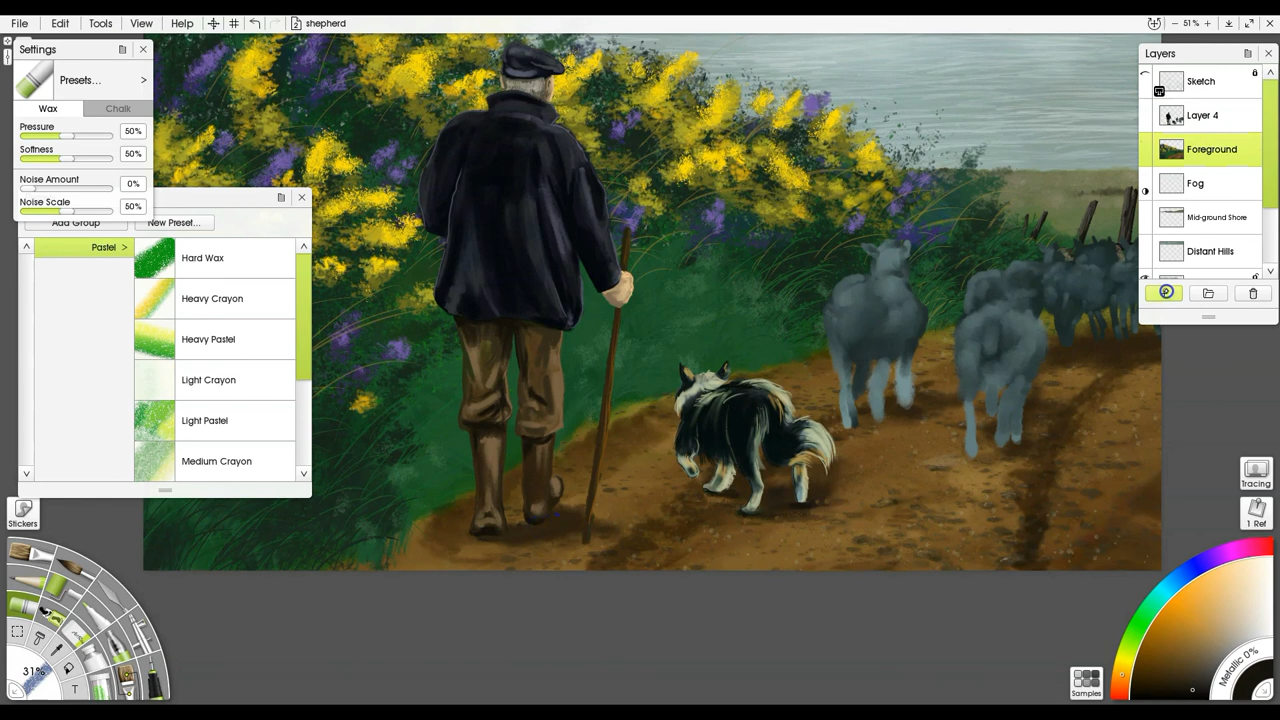 File Edit Tools View Help shepherd 51%
Settings
Presets...
Wax Chalk
Pressure 50%
Softness 50%
Noise Amount 0%
Noise Scale 50%
Add Group New Preset...
Pastel > Hard Wax
Heavy Crayon
Heavy Pastel
Light Crayon
Light Pastel
Medium Crayon
Stickers
31%
T
Layers
Sketch
Layer 4
Foreground
Fog
Mid-ground Shore
Distant Hills
Tracing
1 Ref
Metallic 0%
Samples